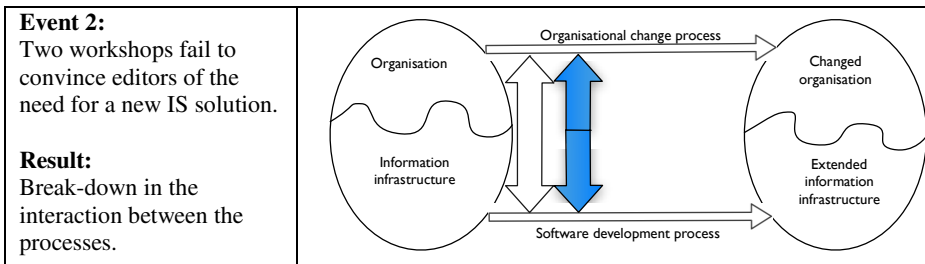 Event 2:
Two workshops fail to
convince editors of the
need for a new IS solution.
Result:
Break-down in the
interaction between the
processes.
Organisational change process
Organisation
Information
infrastructure
Software development process
Changed
organisation
Extended
information
infrastructure